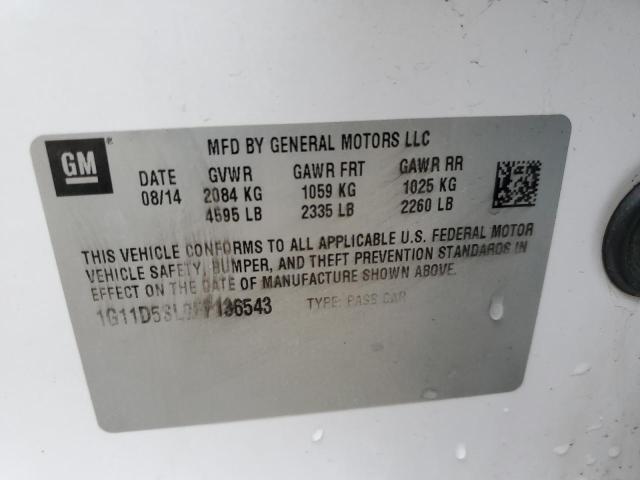 GM
MFD BY GENERAL MOTORS LLC
DATE GVWR GAWR FRT GAWR RR
08/14 2084 KG 1059 KG 1025 KG
4595 LB 2335 LB 2260 LB
THIS VEHICLE CONFORMS TO ALL APPLICABLE U.S. FEDERAL MOTOR
VEHICLE SAFETY, BUMPER, AND THEFT PREVENTION STANDARDS IN
EFFECT ON THE DATE OF MANUFACTURE SHOWN ABOVE.
TYPE: PASS CAR